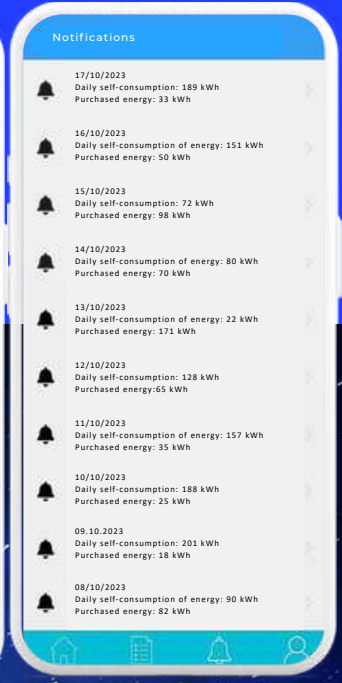 Notifications
17/10/2023
Daily self-consumption: 189 kWh
Purchased energy: 33 kWh
16/10/2023
Daily self-consumption of energy: 151 kWh
Purchased energy: 50 kWh
15/10/2023
Daily self-consumption: 72 kWh
Purchased energy: 98 kWh
14/10/2023
Daily self-consumption of energy: 80 kWh
Purchased energy: 70 kWh
13/10/2023
Daily self-consumption of energy: 22 kWh
Purchased energy: 171 kWh
12/10/2023
Daily self-consumption: 128 kWh
Purchased energy:65 kWh
11/10/2023
Daily self-consumption of energy: 157 kWh
Purchased energy: 35 kWh
10/10/2023
Daily self-consumption: 188 kWh
Purchased energy: 25 kWh
09.10.2023
Daily self-consumption: 201 kWh
Purchased energy: 18 kWh
08/10/2023
Daily self-consumption of energy: 90 kWh
Purchased energy: 82 kWh